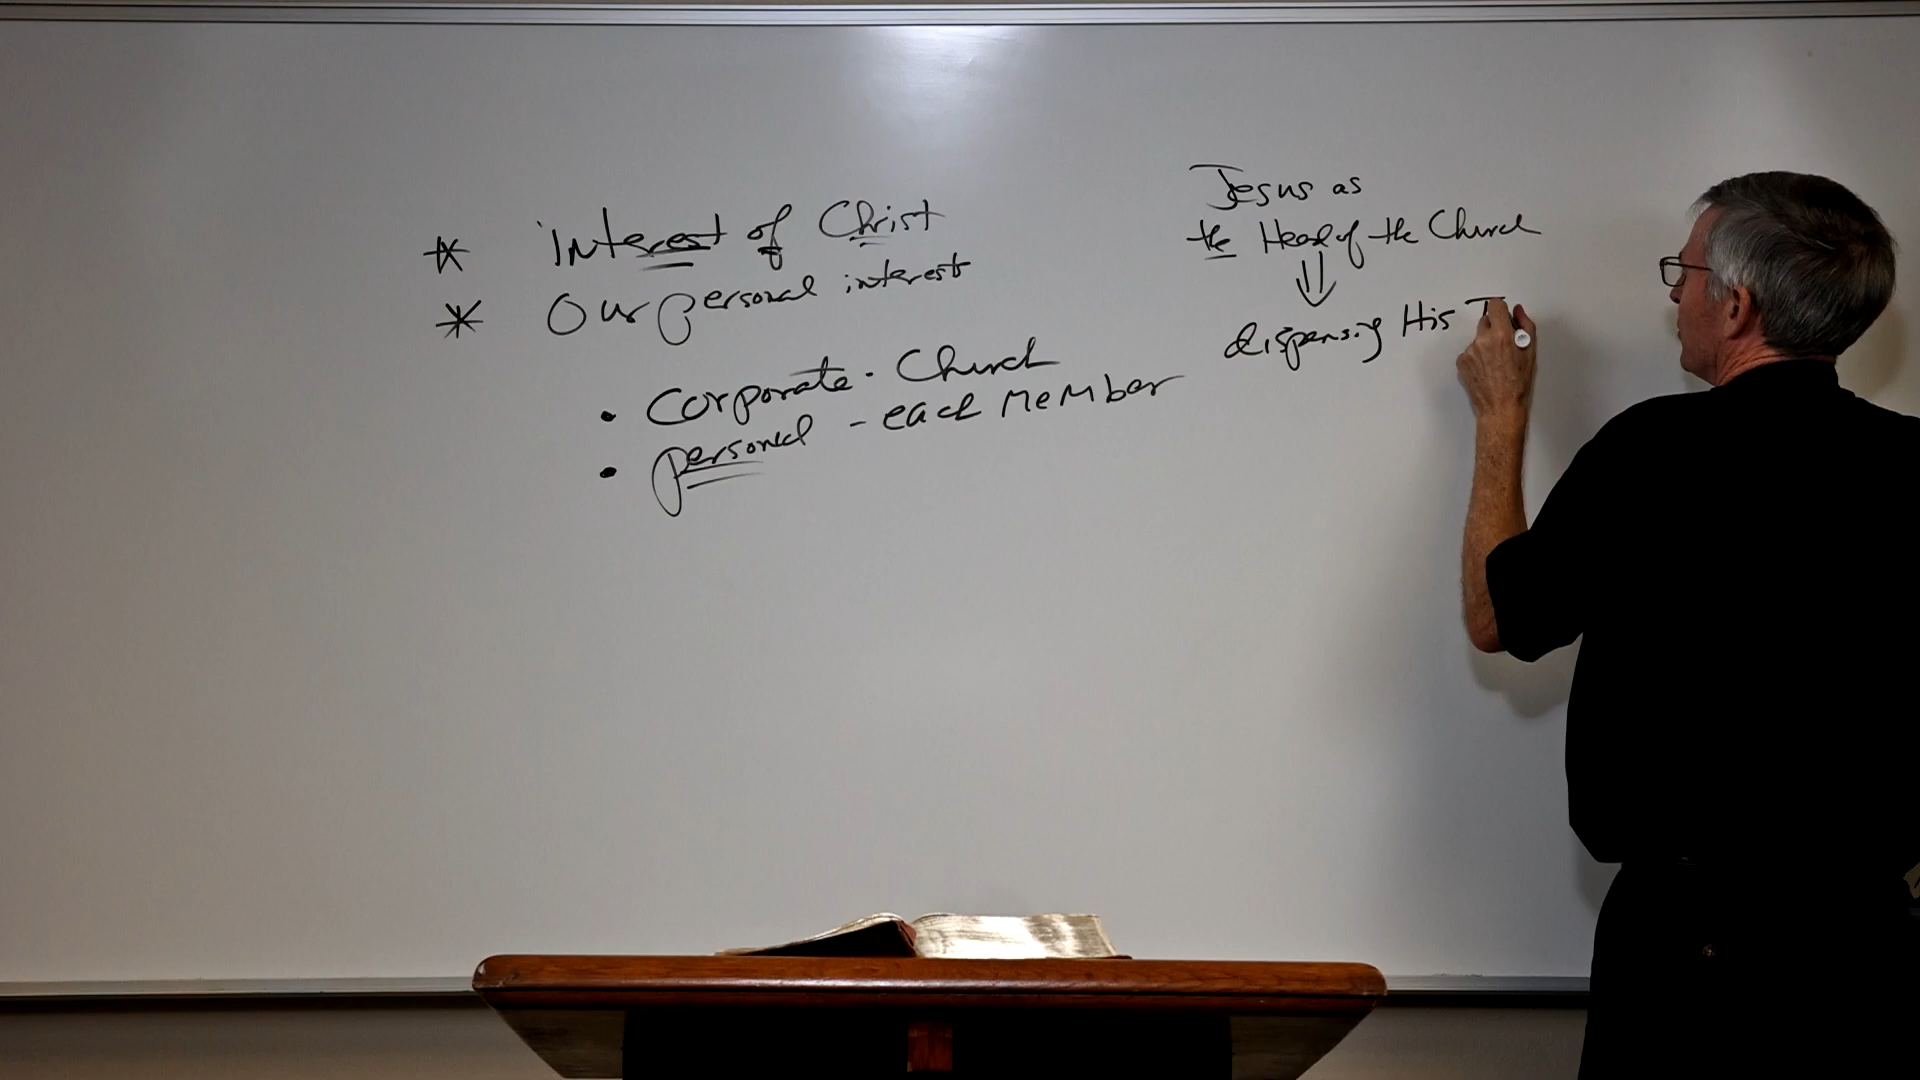 * interest of Christ
* Our personal interest
• Corporate - Church
• personal - each member
Jesus as
the Head of the Church
⇓
dispensing His T